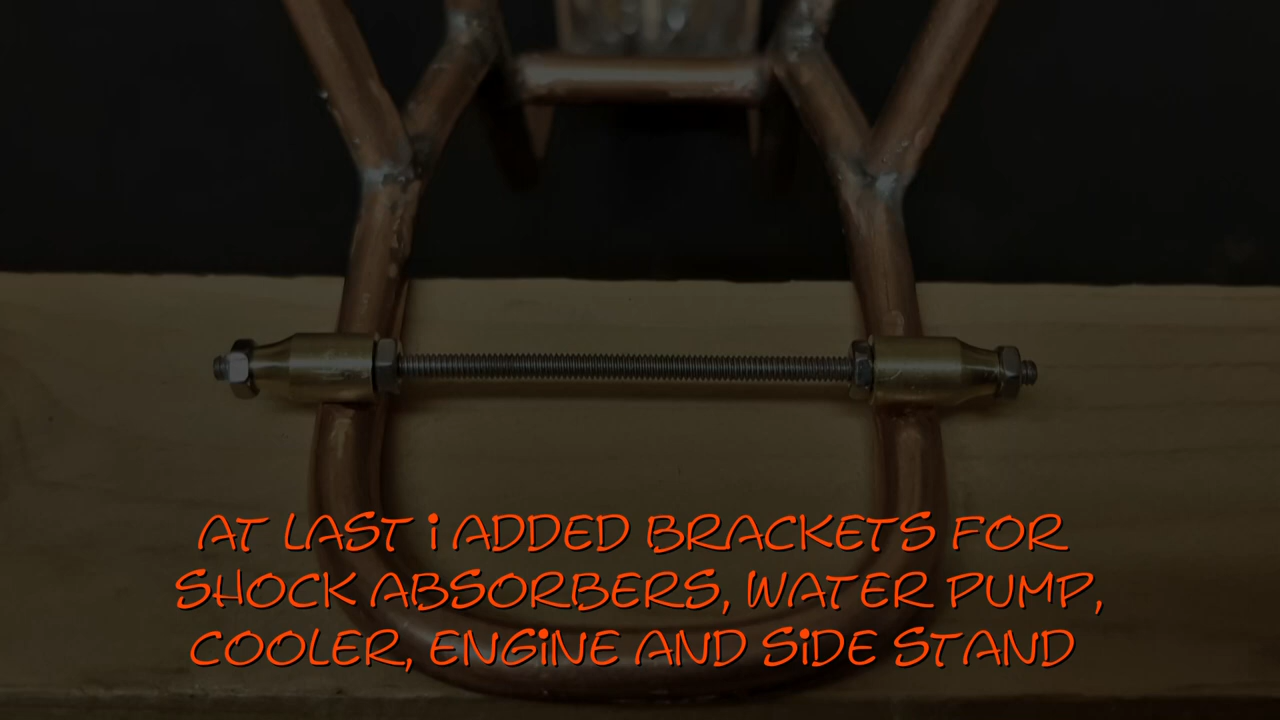 AT LAST i ADDED BRACKETS FOR
SHOCK ABSORBERS, WATER PUMP,
COOLER, ENGiNE AND SiDE STAND